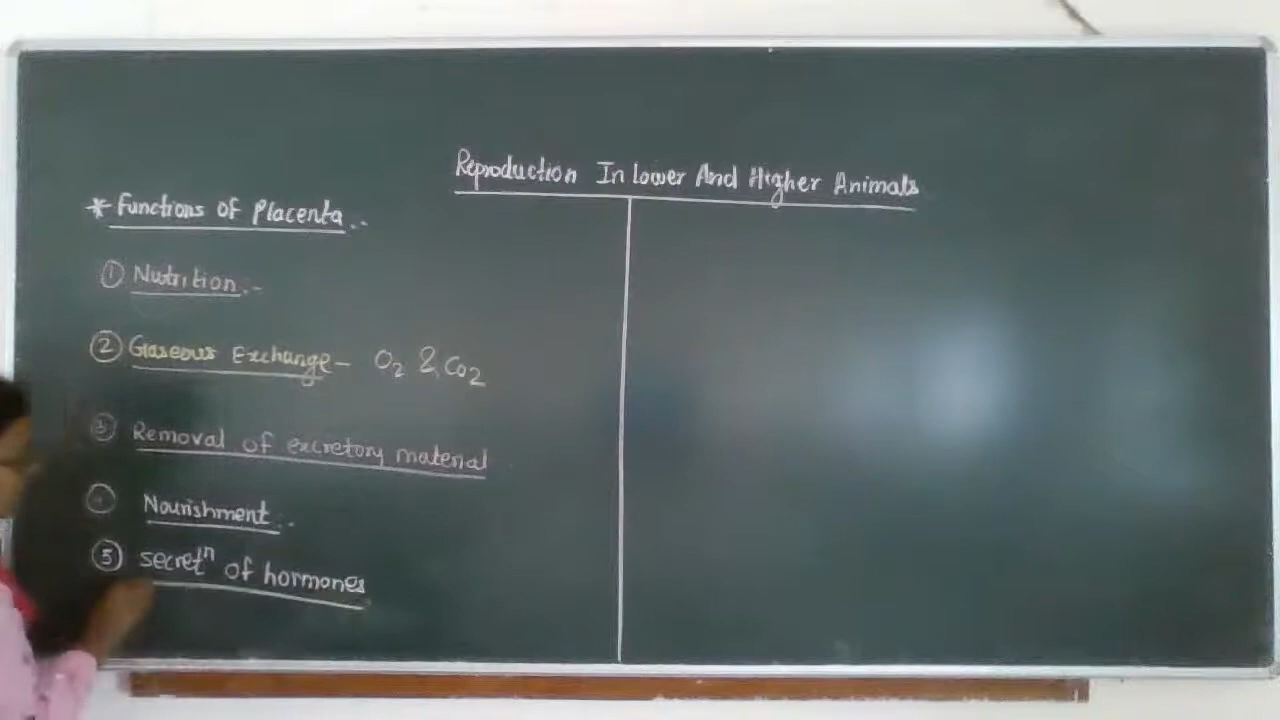 Reproduction In Lower And Higher Animals
* Functions Of Placenta :-
① Nutrition :-
② Gaseous Exchange – O₂ & CO₂
③ Removal of excretory material
④ Nourishment :-
⑤ secretⁿ of hormones